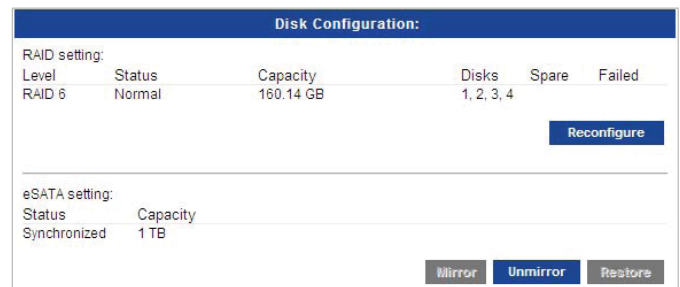 Disk Configuration:
RAID setting:
Level Status Capacity Disks Spare Failed
RAID 6 Normal 160.14 GB 1, 2, 3, 4
Reconfigure
eSATA setting:
Status Capacity
Synchronized 1 TB
Mirror Unmirror Restore